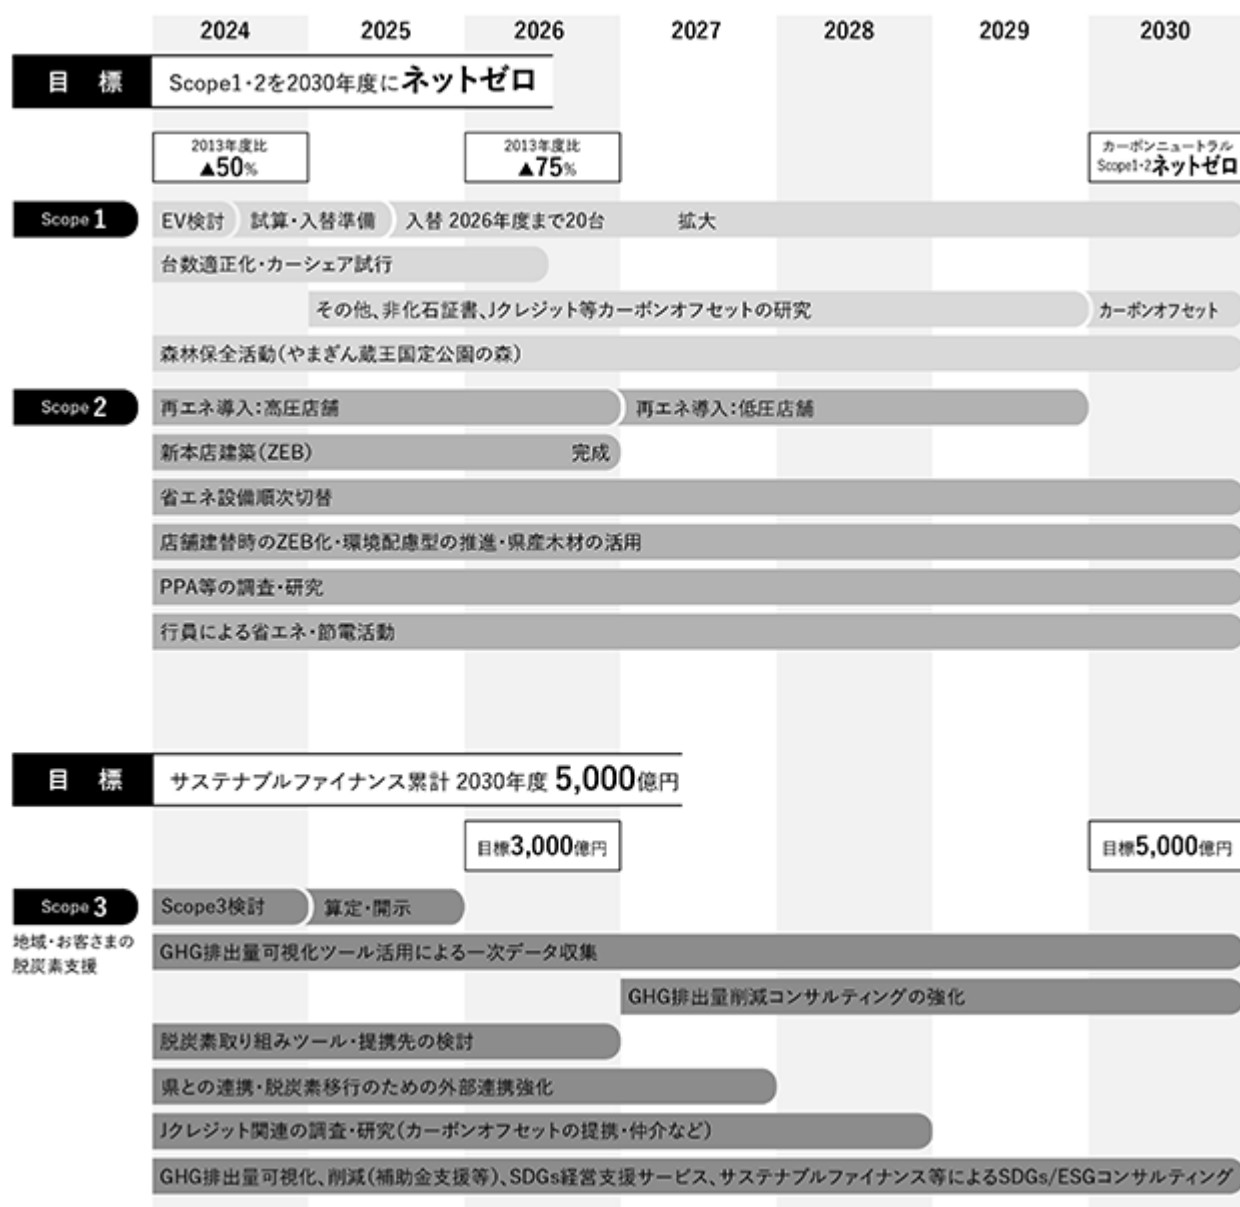 2024 2025 2026 2027 2028 2029 2030
目標 Scope1・2を2030年度にネットゼロ
2013年度比
▲50%
2013年度比
▲75%
カーボンニュートラル
Scope1・2ネットゼロ
Scope 1 EV検討 試算・入替準備 入替 2026年度まで20台 拡大
台数適正化・カーシェア試行
その他、非化石証書、Jクレジット等カーボンオフセットの研究 カーボンオフセット
森林保全活動(やまぎん蔵王国定公園の森)
Scope 2 再エネ導入:高圧店舗 再エネ導入:低圧店舗
新本店建築(ZEB) 完成
省エネ設備順次切替
店舗建替時のZEB化・環境配慮型の推進・県産木材の活用
PPA等の調査・研究
行員による省エネ・節電活動
目標 サステナブルファイナンス累計 2030年度 5,000億円
目標3,000億円 目標5,000億円
Scope 3 Scope3検討 算定・開示
地域・お客さまの
脱炭素支援
GHG排出量可視化ツール活用による一次データ収集
GHG排出量削減コンサルティングの強化
脱炭素取り組みツール・提携先の検討
県との連携・脱炭素移行のための外部連携強化
Jクレジット関連の調査・研究(カーボンオフセットの提携・仲介など)
GHG排出量可視化、削減(補助金支援等)、SDGs経営支援サービス、サステナブルファイナンス等によるSDGs/ESGコンサルティング